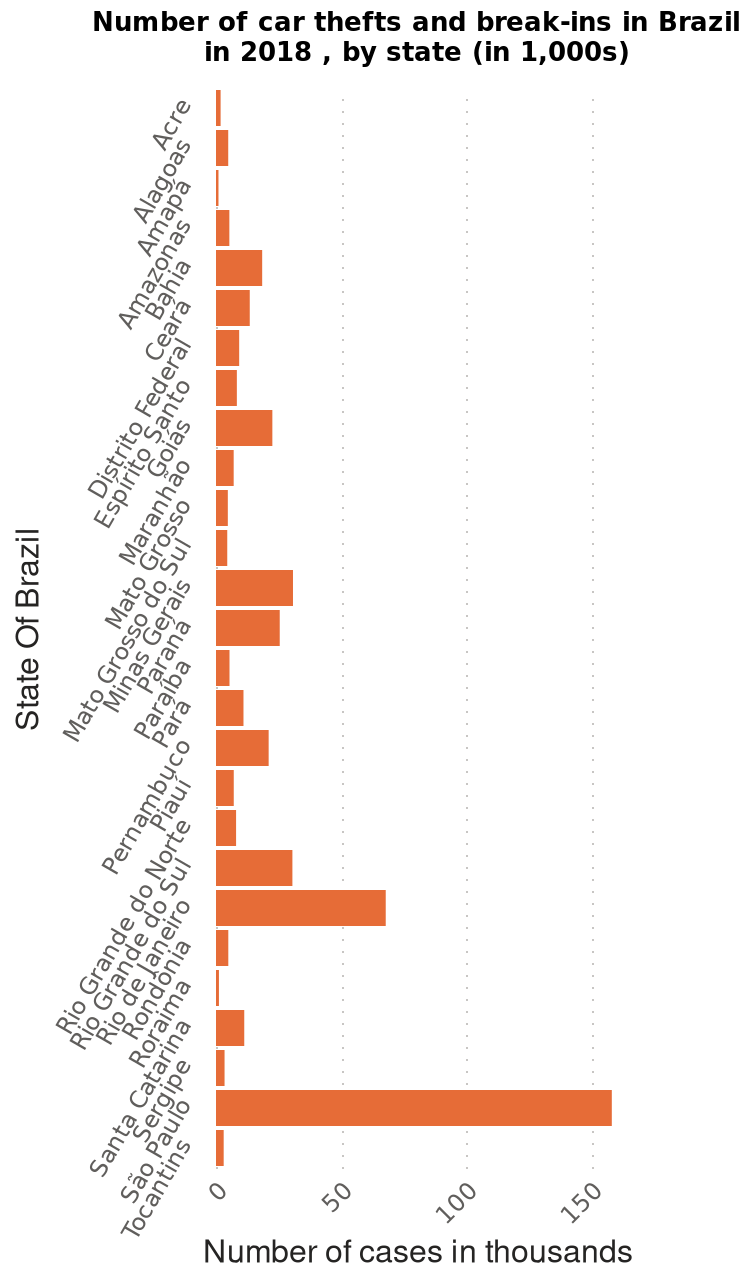 Number of car thefts and break-ins in Brazil
in 2018 , by state (in 1,000s)
State Of Brazil
Acre
Alagoas
Amapá
Amazonas
Bahia
Ceará
Distrito Federal
Espírito Santo
Goiás
Maranhão
Mato Grosso
Mato Grosso do Sul
Minas Gerais
Paraná
Paraíba
Pará
Pernambuco
Piauí
Rio Grande do Norte
Rio Grande do Sul
Rio de Janeiro
Rondônia
Roraima
Santa Catarina
Sergipe
São Paulo
Tocantins
0
50
100
150
Number of cases in thousands